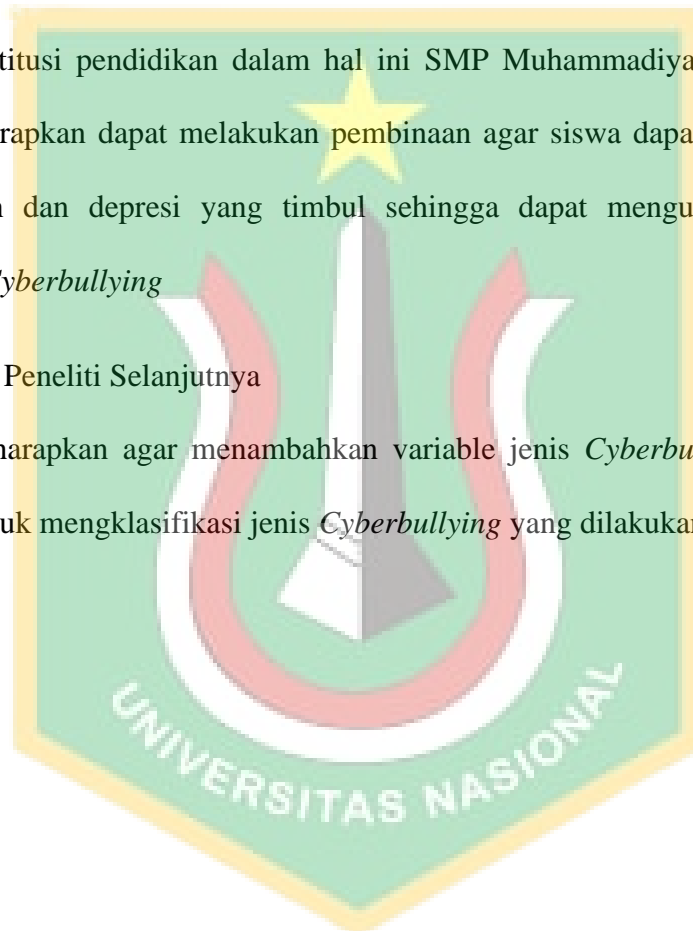 titusi pendidikan dalam hal ini SMP Muhammadiya
rapkan dapat melakukan pembinaan agar siswa dapa
dan depresi yang timbul sehingga dapat mengu
yberbullying
Peneliti Selanjutnya
harapkan agar menambahkan variable jenis Cyberbu
uk mengklasifikasi jenis Cyberbullying yang dilakukan
UNIVERSITAS NASIONAL